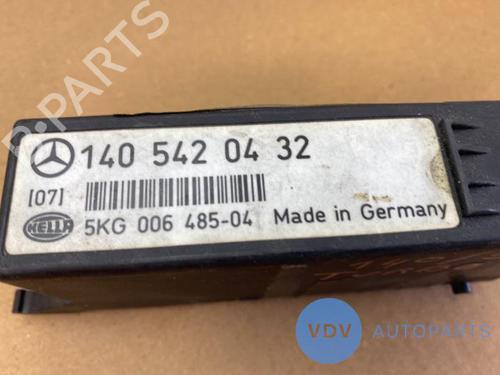 B.PARTS
140 542 04 32
[07]
HELLA 5KG 006 485-04 Made in Germany
VDV AUTOPARTS